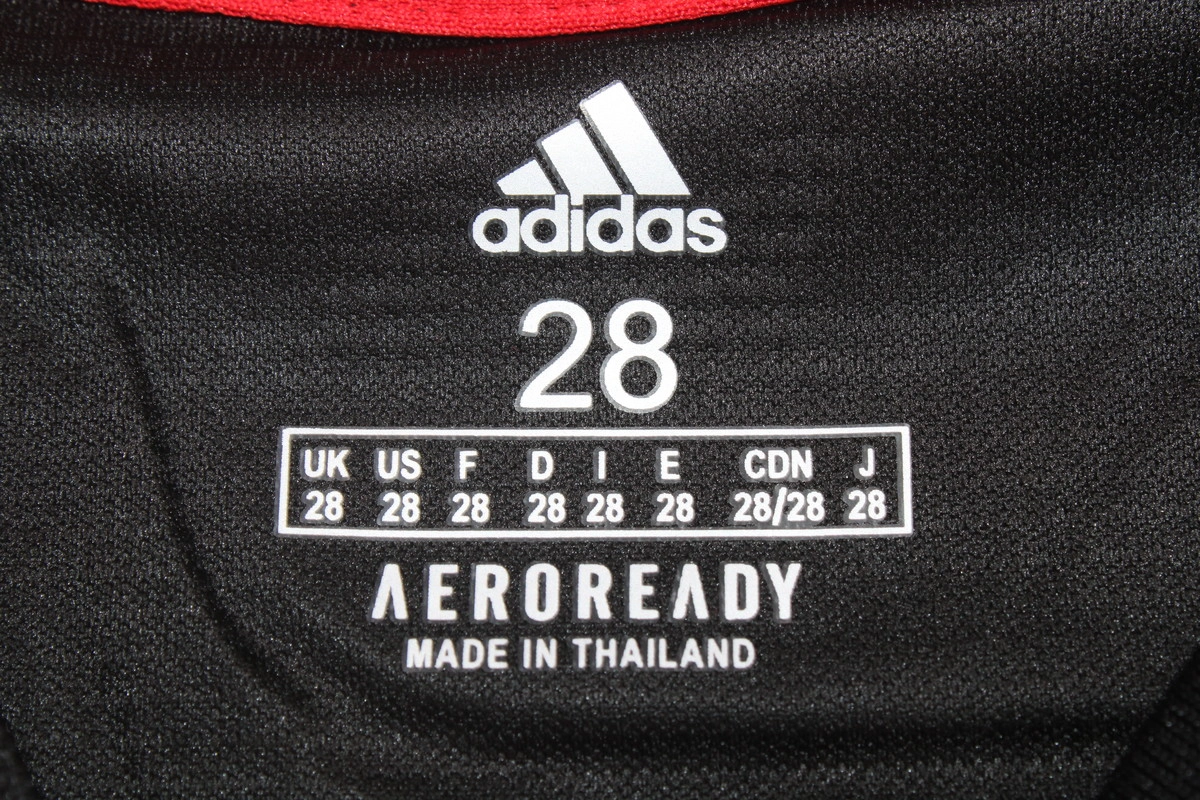 adidas
28
UK US F D I E CDN J
28 28 28 28 28 28 28/28 28
AEROREADY
MADE IN THAILAND